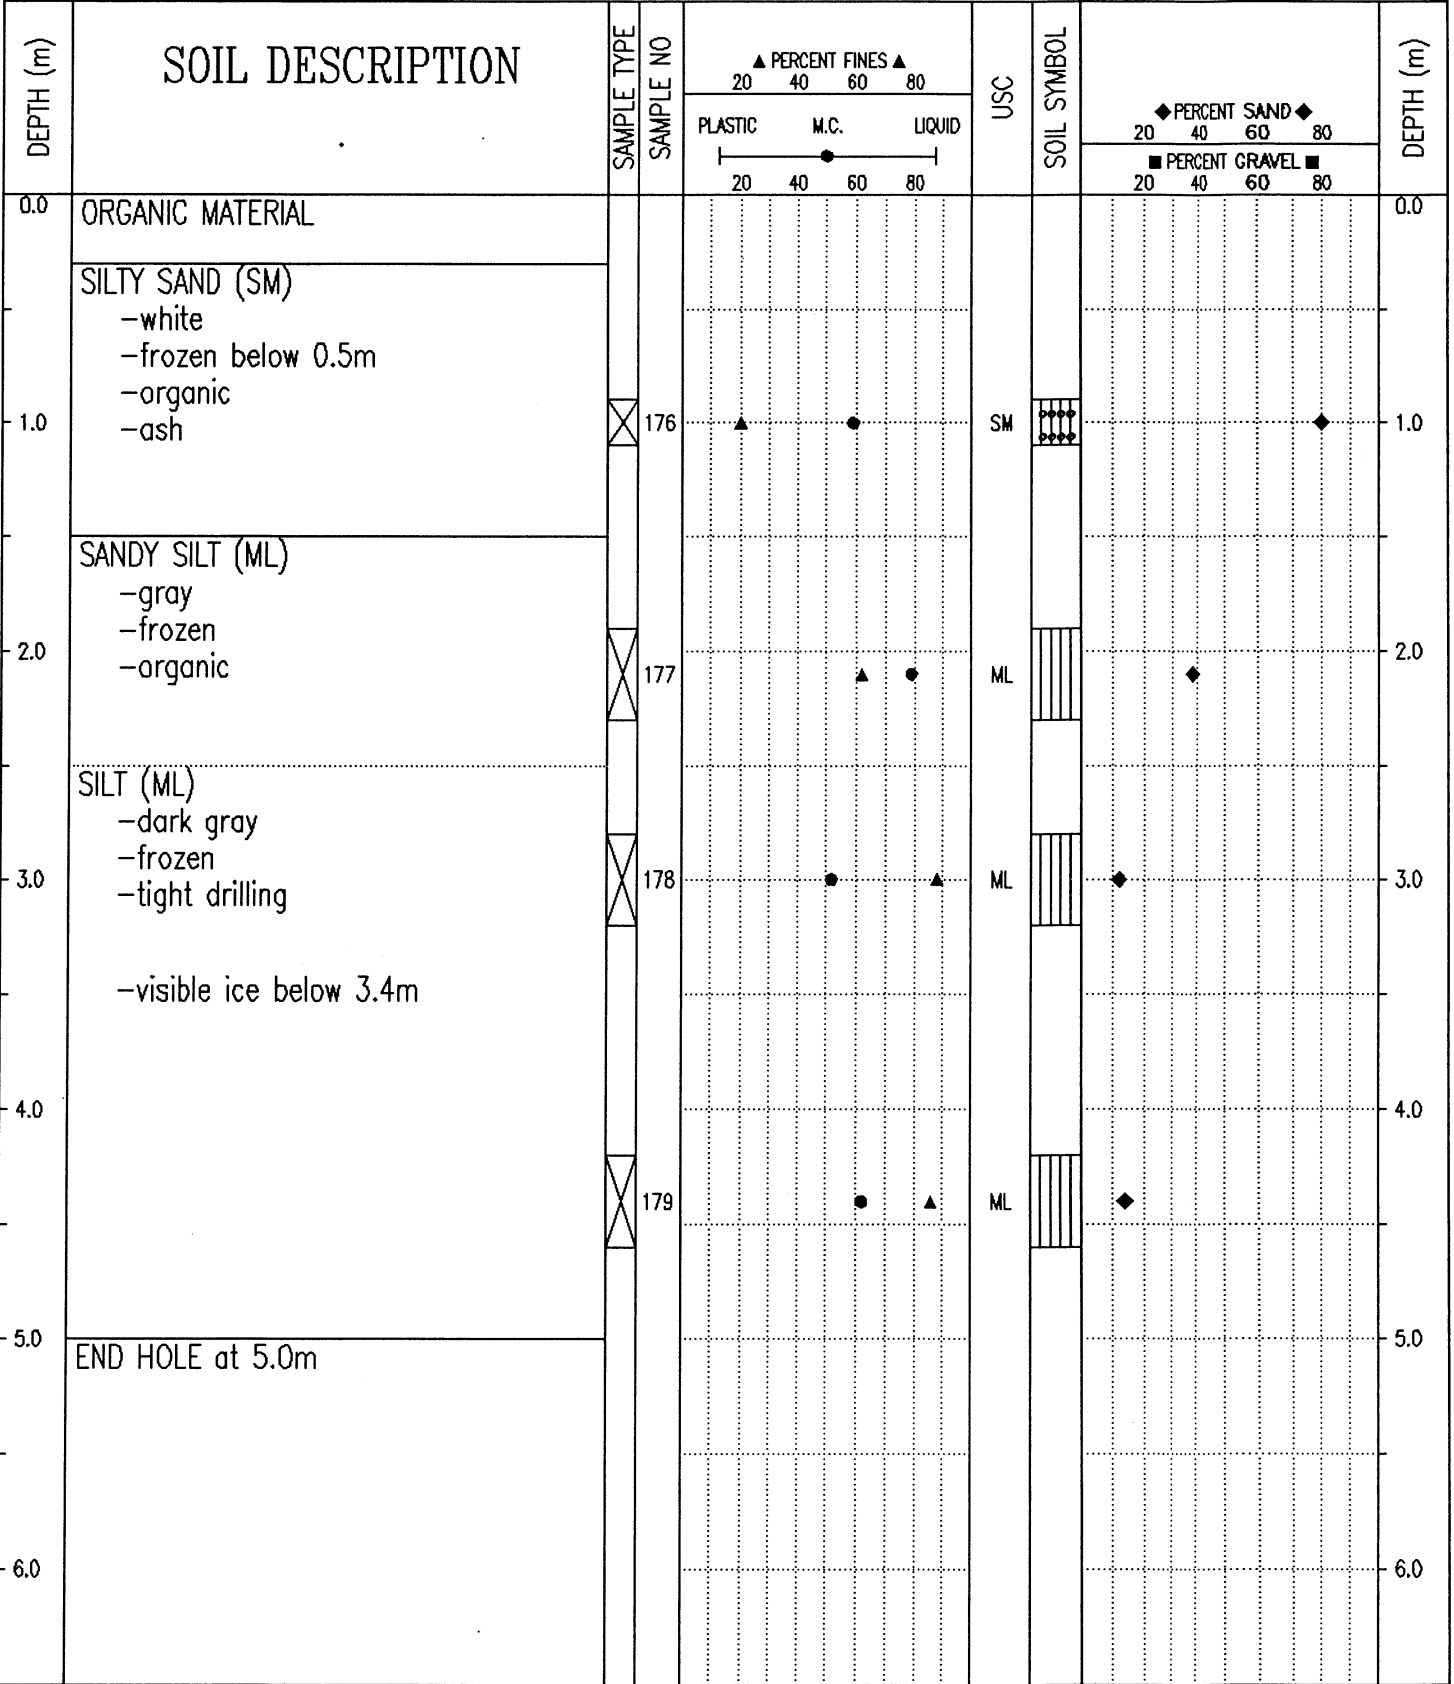 DEPTH (m)
SOIL DESCRIPTION
SAMPLE TYPE
SAMPLE NO
▲ PERCENT FINES ▲
20 40 60 80
PLASTIC M.C. LIQUID
20 40 60 80
USC
SOIL SYMBOL
◆ PERCENT SAND ◆
20 40 60 80
■ PERCENT GRAVEL ■
20 40 60 80
DEPTH (m)
0.0 ORGANIC MATERIAL 0.0
SILTY SAND (SM)
-white
-frozen below 0.5m
-organic
1.0 -ash 176 SM 1.0
SANDY SILT (ML)
-gray
-frozen
2.0 -organic 177 ML 2.0
SILT (ML)
-dark gray
-frozen
3.0 -tight drilling 178 ML 3.0
-visible ice below 3.4m
4.0 4.0
179 ML
5.0 5.0
END HOLE at 5.0m
6.0 6.0